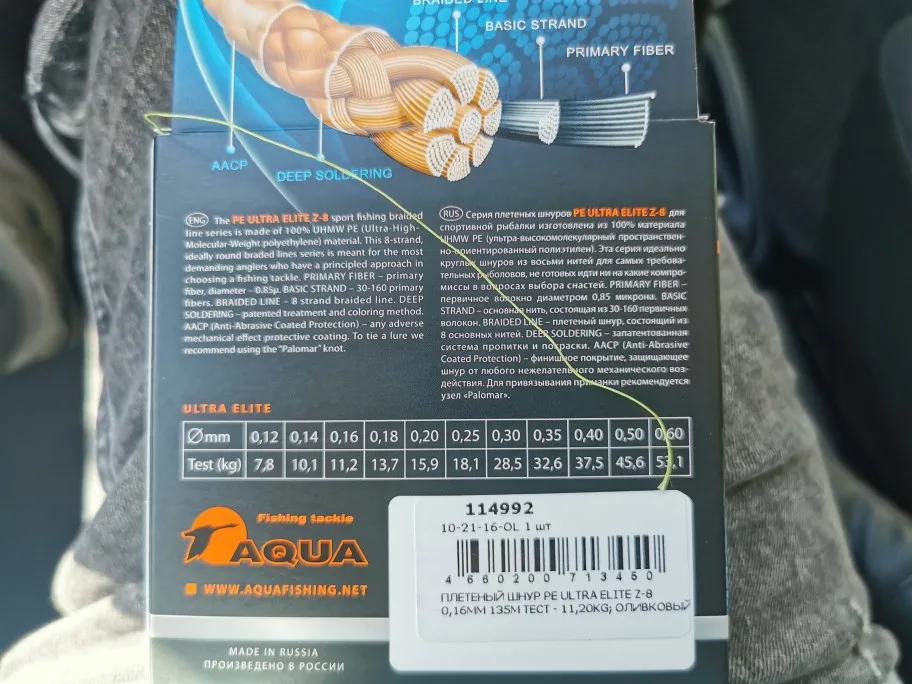 BRAIDED LINE
BASIC STRAND
PRIMARY FIBER
AACP
DEEP SOLDERING
ENG The PE ULTRA ELITE Z-8 sport fishing braided
line series is made of 100% UHMW PE (Ultra-High-
Molecular-Weight polyethylene) material. This 8-strand,
ideally round braded lines series is meant for the most
demanding anglers who have a principled approach in
choosing a fishing tackle. PRIMARY FIBER – primary
fiber, diameter – 0.85µ. BASIC STRAND – 30-160 primary
fibers. BRAIDED LINE – 8 strand braided line. DEEP
SOLDERING – patented treatment and coloring method.
AACP (Anti-Abrasive Coated Protection) – any adverse
mechanical effect protective coating. To tie a lure we
recommend using the "Palomar" knot.
RUS Серия плетеных шнуров PE ULTRA ELITE Z-8 для
спортивной рыбалки изготовлена из 100% материала
UHMW PE (ультра-высокомолекулярный пространствен-
но-ориентированный полиэтилен). Эта серия идеально
круглых шнуров из восьми нитей для самых требова-
тельных рыболовов, не готовых идти ни на какие компро-
миссы в вопросах выбора снастей. PRIMARY FIBER –
первичное волокно диаметром 0,85 микрона. BASIC
STRAND – основная нить, состоящая из 30-160 первичных
волокон. BRAIDED LINE – плетеный шнур, состоящий из
8 основных нитей. DEEP SOLDERING – запатентованная
система пропитки и покраски. AACP (Anti-Abrasive
Coated Protection) – финишное покрытие, защищающее
шнур от любого нежелательного механического воз-
действия. Для привязывания приманки рекомендуется
узел «Palomar».
ULTRA ELITE
Ømm 0,12 0,14 0,16 0,18 0,20 0,25 0,30 0,35 0,40 0,50 0,60
Test (kg) 7,8 10,1 11,2 13,7 15,9 18,1 28,5 32,6 37,5 45,6 53,1
Fishing tackle
AQUA
WWW.AQUAFISHING.NET
MADE IN RUSSIA
ПРОИЗВЕДЕНО В РОССИИ
114992
10-21-16-OL 1 шт
4 660200 713450
ПЛЕТЕНЫЙ ШНУР PE ULTRA ELITE Z-8
0,16ММ 135М ТЕСТ - 11,20KG; ОЛИВКОВЫЙ